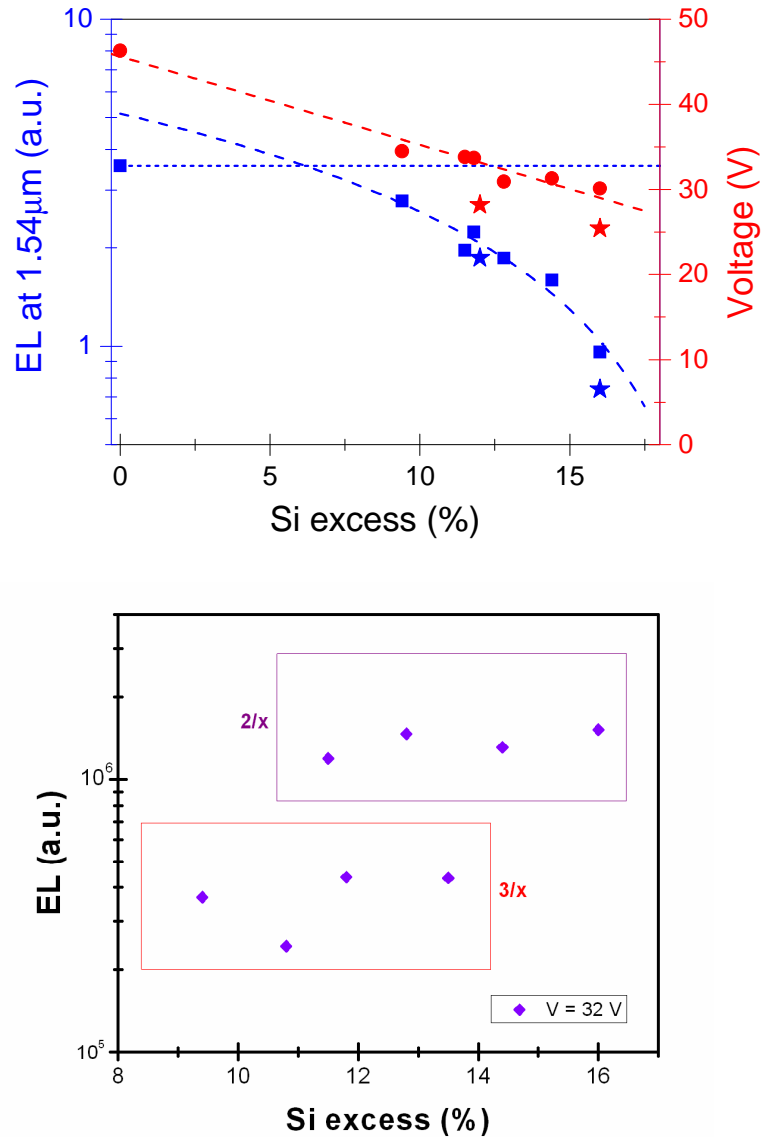 10
50
40
30
1
20
10
0
EL at 1.54μm (a.u.)
Voltage (V)
0
5
10
15
Si excess (%)
2/x
10⁶
3/x
EL (a.u.)
V = 32 V
10⁵
8
10
12
14
16
Si excess (%)